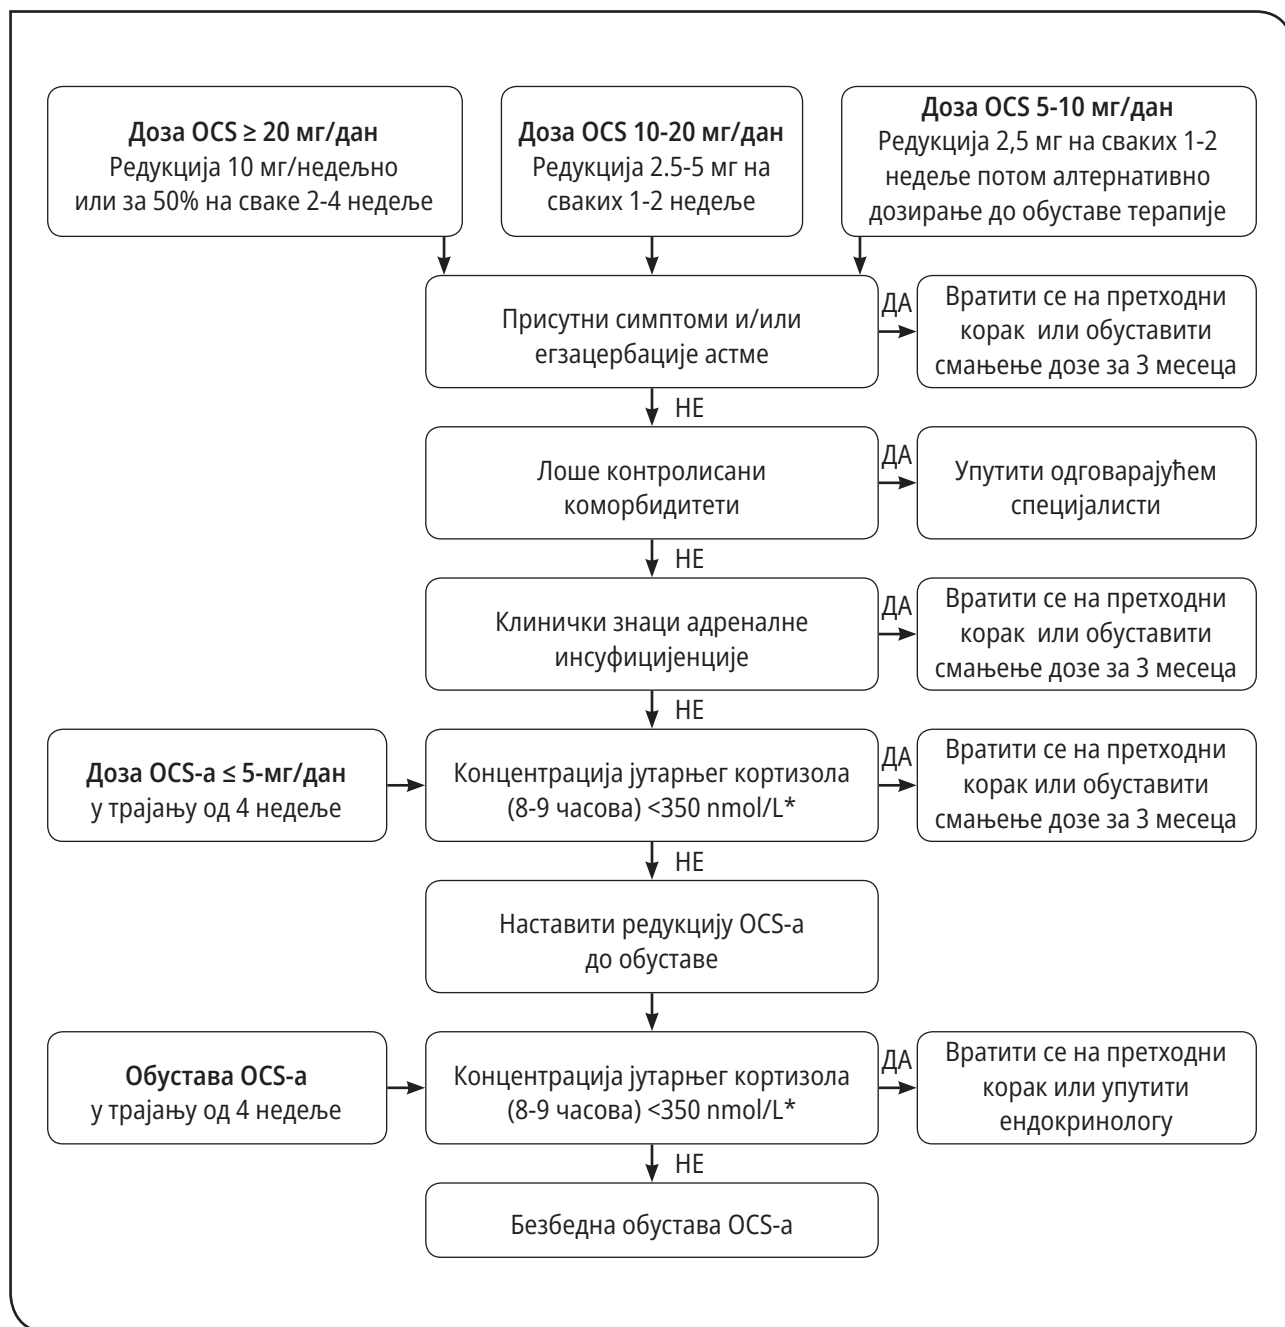 Доза OCS ≥ 20 мг/дан
Редукција 10 мг/недељно
или за 50% на сваке 2-4 недеље
Доза OCS 10-20 мг/дан
Редукција 2.5-5 мг на
сваких 1-2 недеље
Доза OCS 5-10 мг/дан
Редукција 2,5 мг на сваких 1-2
недеље потом алтернативно
дозирање до обуставе терапије
Присутни симптоми и/или
егзацербације астме
ДА
Вратити се на претходни
корак или обуставити
смањење дозе за 3 месеца
НЕ
Лоше контролисани
коморбидитети
ДА
Упутити одговарајућем
специјалисти
НЕ
Клинички знаци адреналне
инсуфицијенције
ДА
Вратити се на претходни
корак или обуставити
смањење дозе за 3 месеца
НЕ
Доза OCS-а ≤ 5-мг/дан
у трајању од 4 недеље
Концентрација јутарњег кортизола
(8-9 часова) <350 nmol/L*
ДА
Вратити се на претходни
корак или обуставити
смањење дозе за 3 месеца
НЕ
Наставити редукцију OCS-а
до обуставе
Обустава OCS-а
у трајању од 4 недеље
Концентрација јутарњег кортизола
(8-9 часова) <350 nmol/L*
ДА
Вратити се на претходни
корак или упутити
ендокринологу
НЕ
Безбедна обустава OCS-а